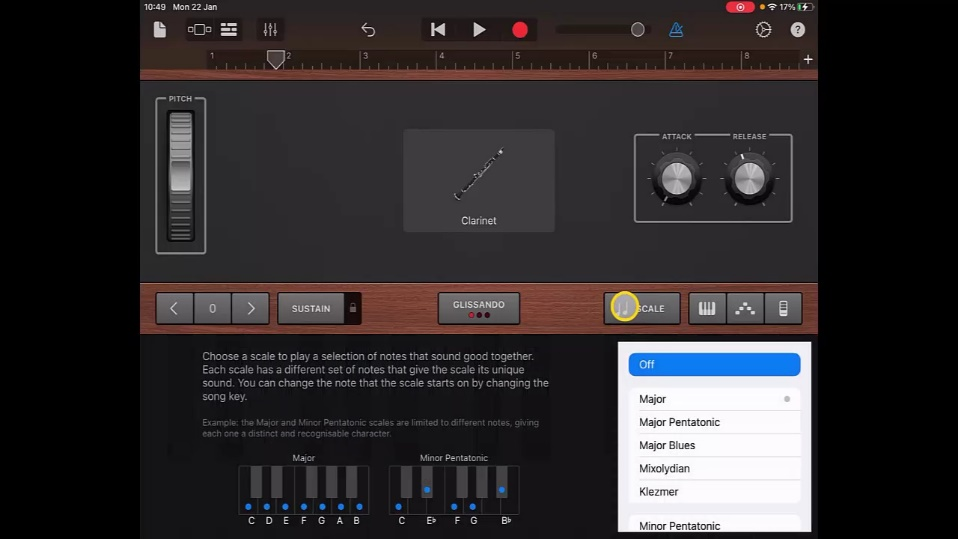 10:49 Mon 22 Jan
17%
1 2 3 4 5 6 7 8
+
PITCH
ATTACK RELEASE
Clarinet
0
SUSTAIN
GLISSANDO
SCALE
Choose a scale to play a selection of notes that sound good together.
Each scale has a different set of notes that give the scale its unique
sound. You can change the note that the scale starts on by changing the
song key.
Example: the Major and Minor Pentatonic scales are limited to different notes, giving
each one a distinct and recognisable character.
Major Minor Pentatonic
C D E F G A B C E♭ F G B♭
Off
Major
Major Pentatonic
Major Blues
Mixolydian
Klezmer
Minor Pentatonic